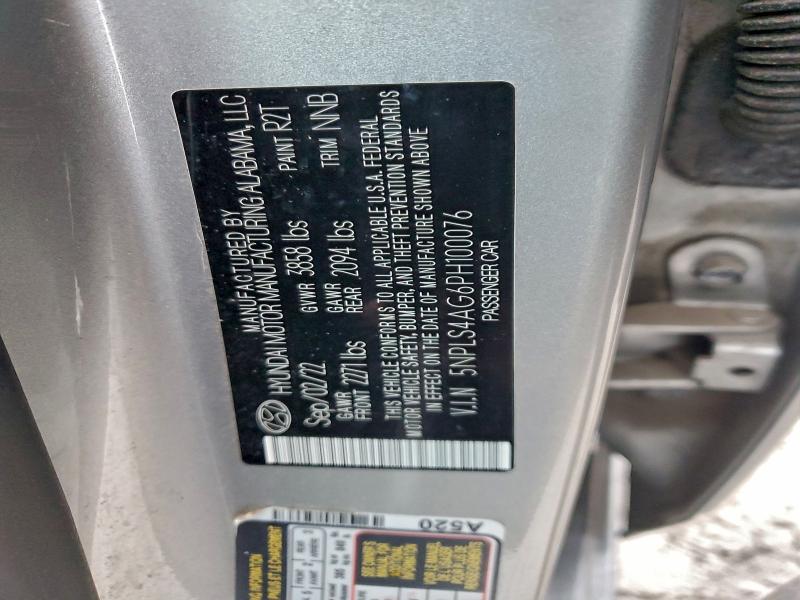 MANUFACTURED BY
HYUNDAI MOTOR MANUFACTURING ALABAMA, LLC
Sep/02/22 GVWR 3858 lbs PAINT R2T
GAWR FRONT 2271 lbs GAWR REAR 2094 lbs TRIM NNB
THIS VEHICLE CONFORMS TO ALL APPLICABLE U.S.A. FEDERAL
MOTOR VEHICLE SAFETY, BUMPER, AND THEFT PREVENTION STANDARDS
IN EFFECT ON THE DATE OF MANUFACTURE SHOWN ABOVE
V.I.N 5NPLS4AG6PH100076
PASSENGER CAR
A520